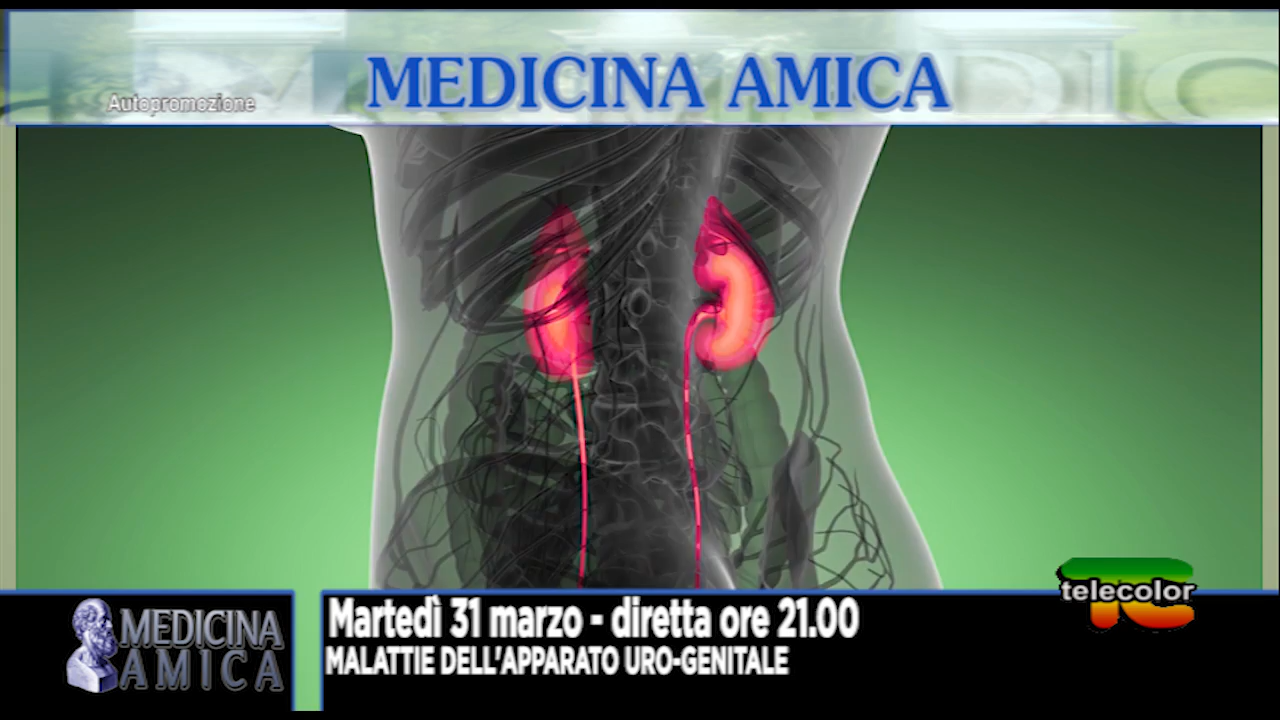 MEDICINA AMICA
Autopromozione
MEDICINA
AMICA
Martedì 31 marzo - diretta ore 21.00
MALATTIE DELL'APPARATO URO-GENITALE
telecolor